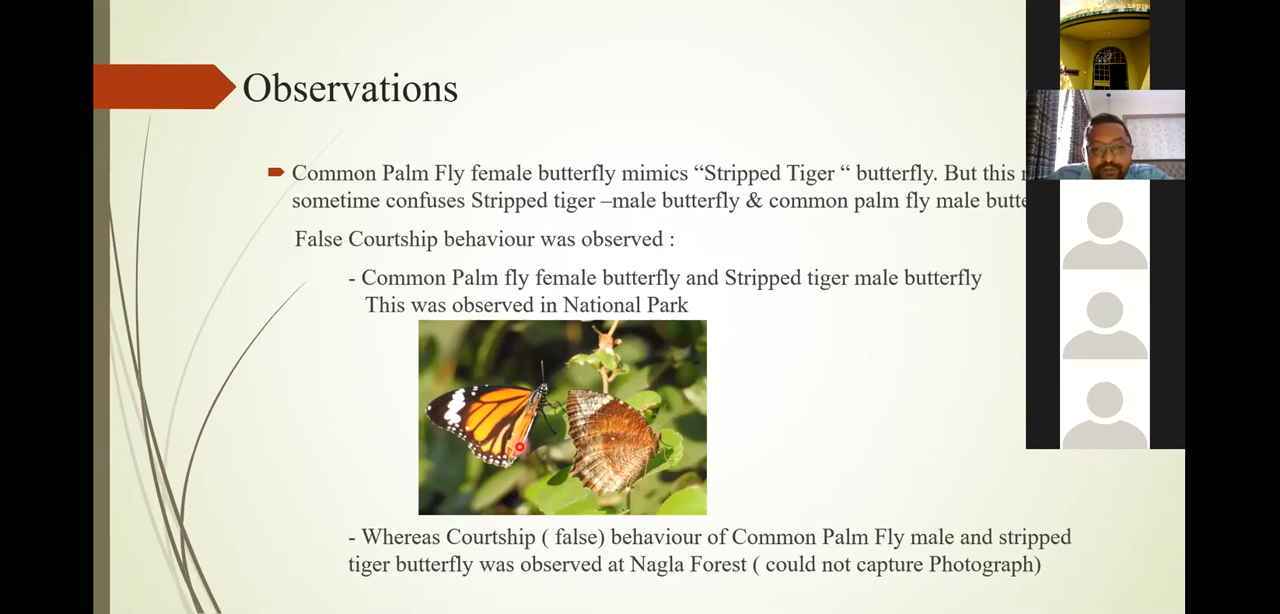 Observations
Common Palm Fly female butterfly mimics “Stripped Tiger “ butterfly. But this
sometime confuses Stripped tiger –male butterfly & common palm fly male
False Courtship behaviour was observed :
- Common Palm fly female butterfly and Stripped tiger male butterfly
This was observed in National Park
- Whereas Courtship ( false) behaviour of Common Palm Fly male and stripped
tiger butterfly was observed at Nagla Forest ( could not capture Photograph)